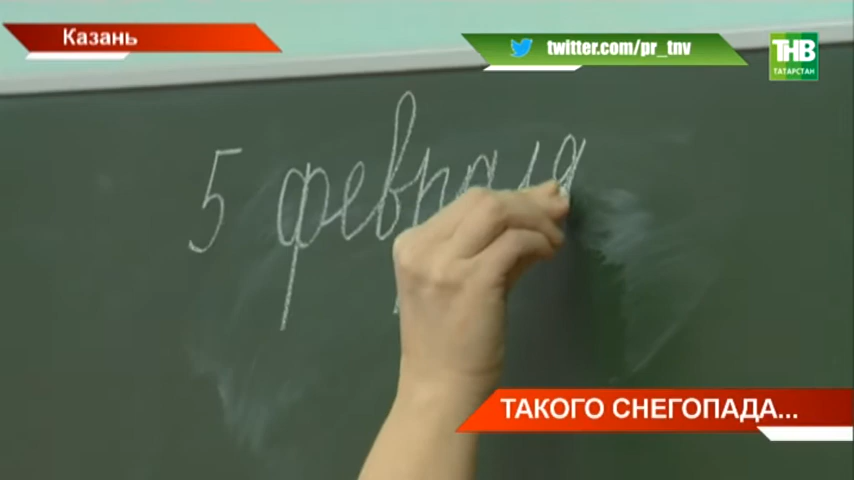 Казань
twitter.com/pr_tnv
ТНВ
ТАТАРСТАН
5 февраля
ТАКОГО СНЕГОПАДА...